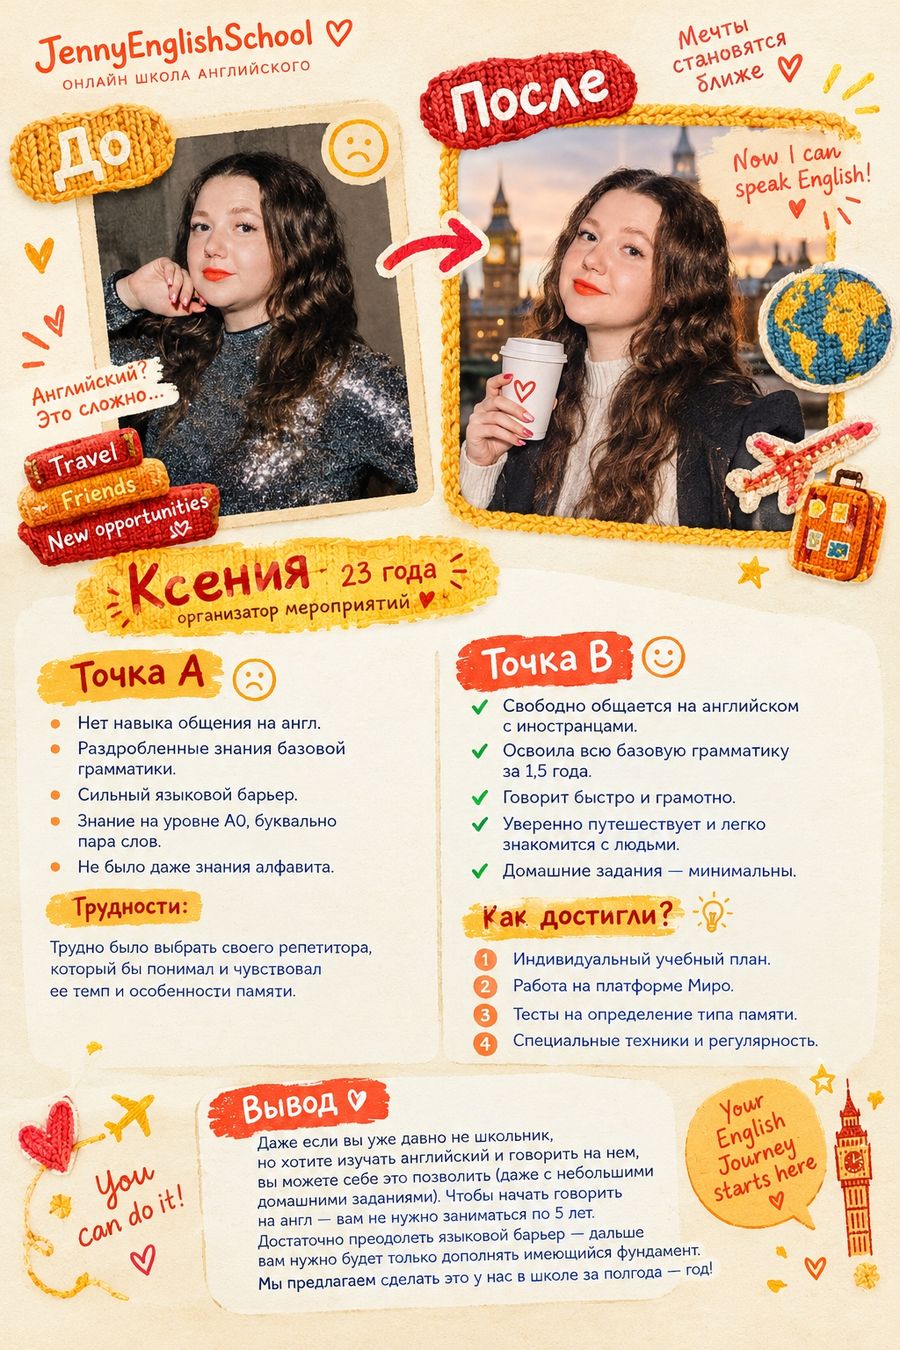 JennyEnglishSchool
ОНЛАЙН ШКОЛА АНГЛИЙСКОГО
Мечты
становятся
ближе
До
После
Now I can
speak English!
Английский?
Это сложно...
Travel
Friends
New opportunities
Ксения 23 года
организатор мероприятий
Точка А
Нет навыка общения на англ.
Раздробленные знания базовой
грамматики.
Сильный языковой барьер.
Знание на уровне А0, буквально
пара слов.
Не было даже знания алфавита.
Трудности:
Трудно было выбрать своего репетитора,
который бы понимал и чувствовал
ее темп и особенности памяти.
Точка В
Свободно общается на английском
с иностранцами.
Освоила всю базовую грамматику
за 1,5 года.
Говорит быстро и грамотно.
Уверенно путешествует и легко
знакомится с людьми.
Домашние задания — минимальны.
Как достигли?
1 Индивидуальный учебный план.
2 Работа на платформе Миро.
3 Тесты на определение типа памяти.
4 Специальные техники и регулярность.
You
can do it!
Вывод
Даже если вы уже давно не школьник,
но хотите изучать английский и говорить на нем,
вы можете себе это позволить (даже с небольшими
домашними заданиями). Чтобы начать говорить
на англ — вам не нужно заниматься по 5 лет.
Достаточно преодолеть языковой барьер — дальше
вам нужно будет только дополнять имеющийся фундамент.
Мы предлагаем сделать это у нас в школе за полгода — год!
Your
English
Journey
starts here